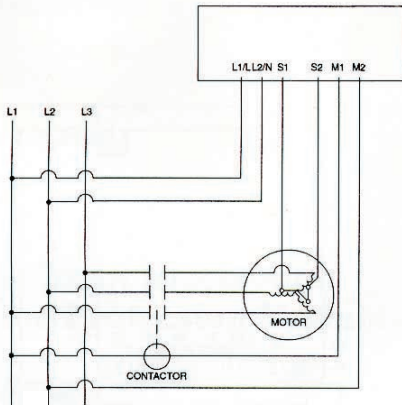 L1/L L2/N S1 S2 M1 M2
L1 L2 L3
MOTOR
CONTACTOR